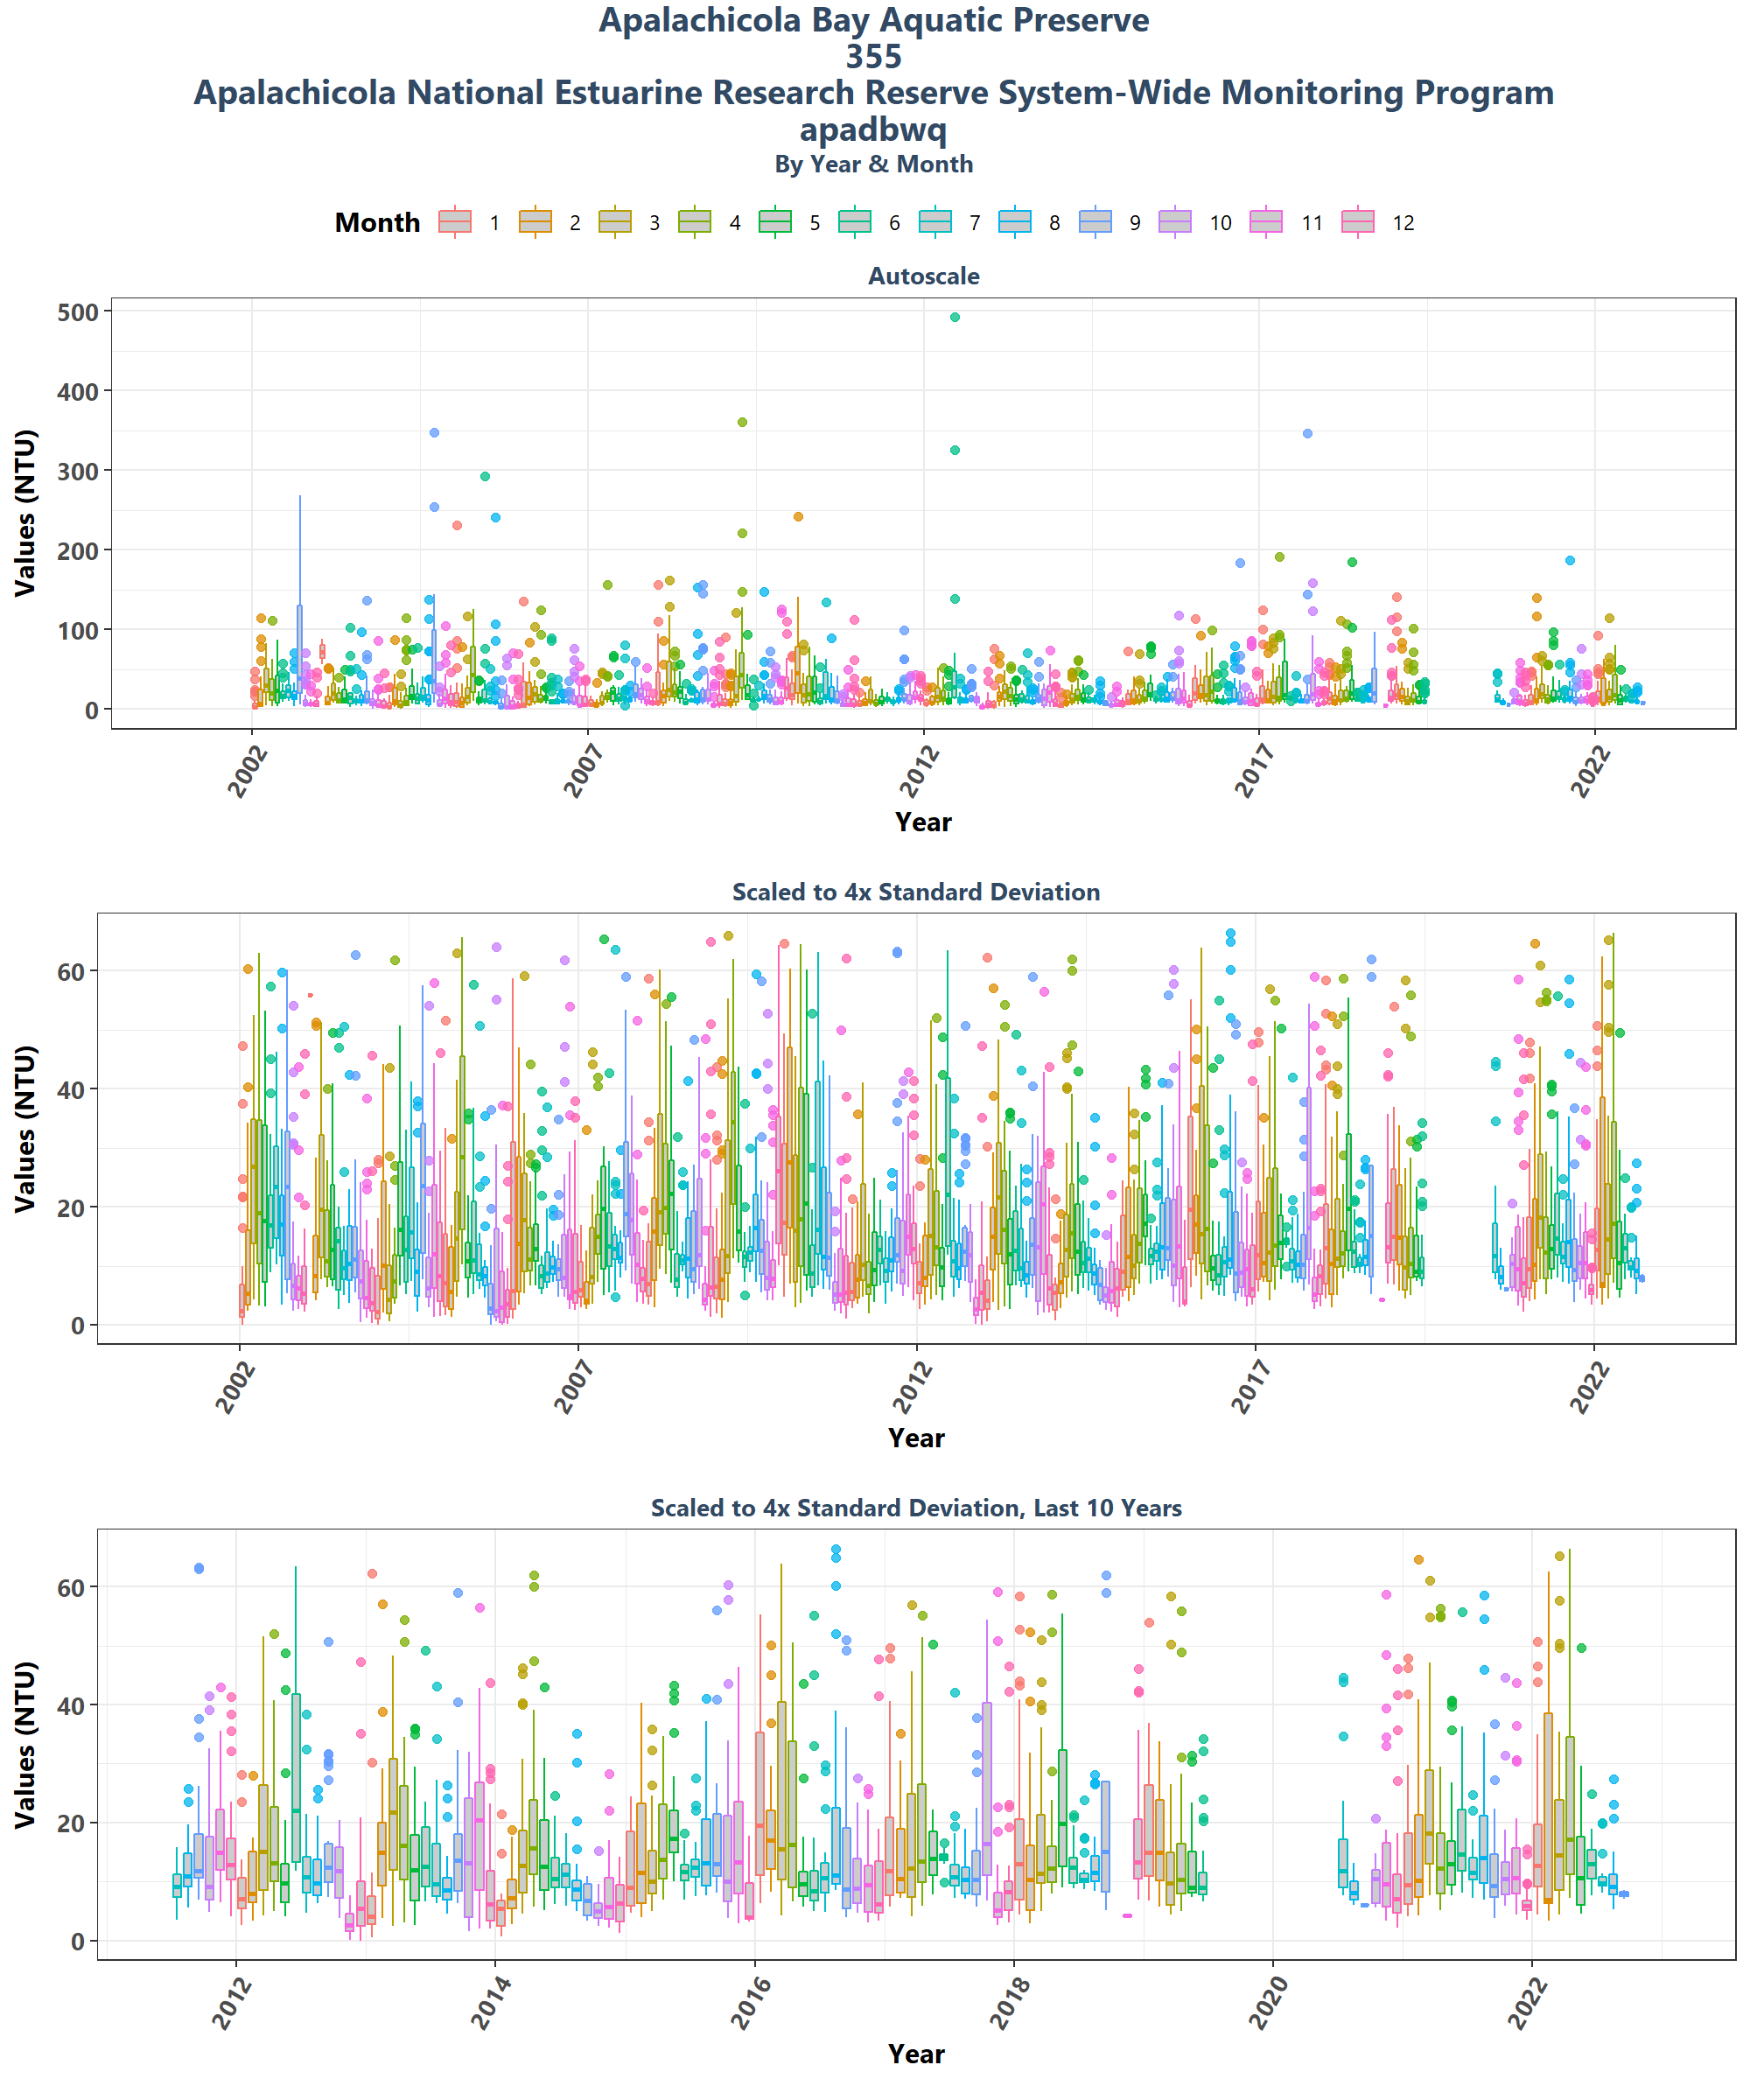 Apalachicola Bay Aquatic Preserve
355
Apalachicola National Estuarine Research Reserve System-Wide Monitoring Program
apadbwq
By Year & Month
Month 1 2 3 4 5 6 7 8 9 10 11 12
Autoscale
Values (NTU)
500
400
300
200
100
0
2002 2007 2012 2017 2022
Year
Scaled to 4x Standard Deviation
Values (NTU)
60
40
20
0
2002 2007 2012 2017 2022
Year
Scaled to 4x Standard Deviation, Last 10 Years
Values (NTU)
60
40
20
0
2012 2014 2016 2018 2020 2022
Year